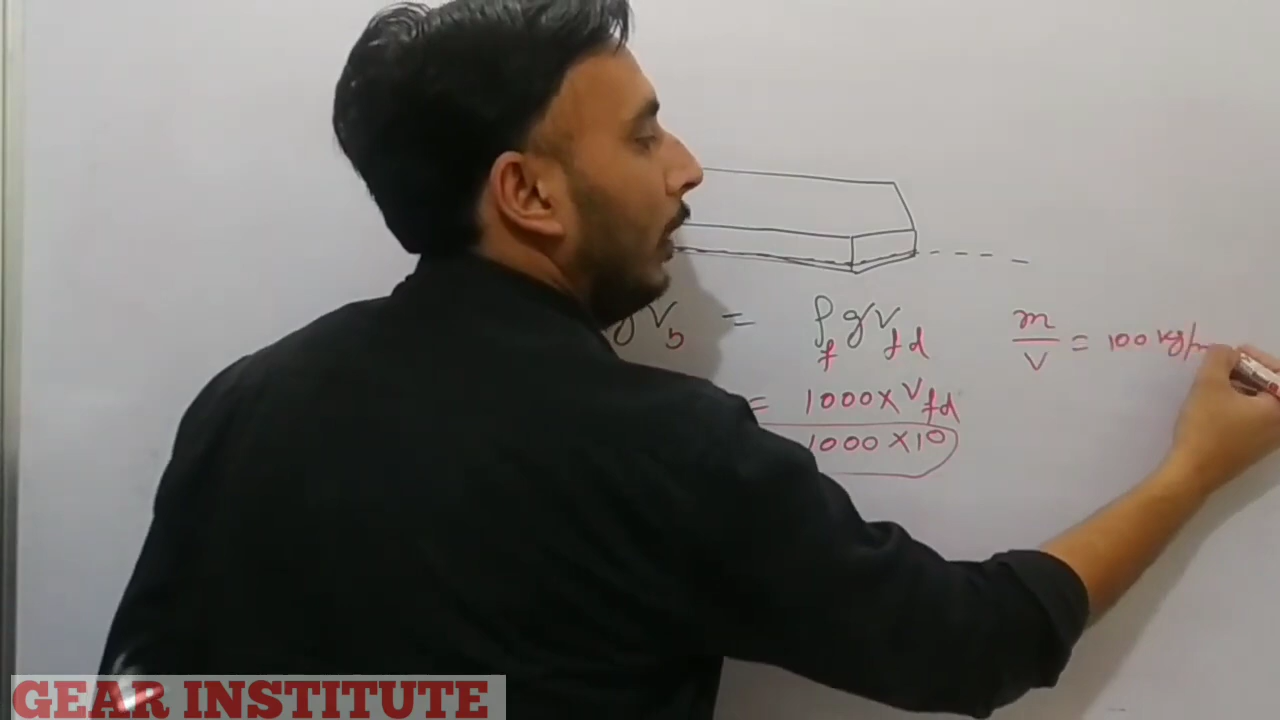 g V_b = ρ_f g V_fd
m/V = 100 kg/m
= 1000 × V_fd
1000 × 10
GEAR INSTITUTE